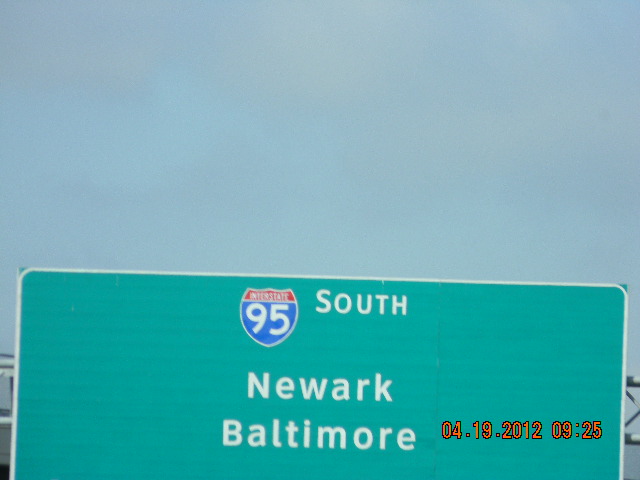 INTERSTATE
95 SOUTH
Newark
Baltimore
04.19.2012 09:25